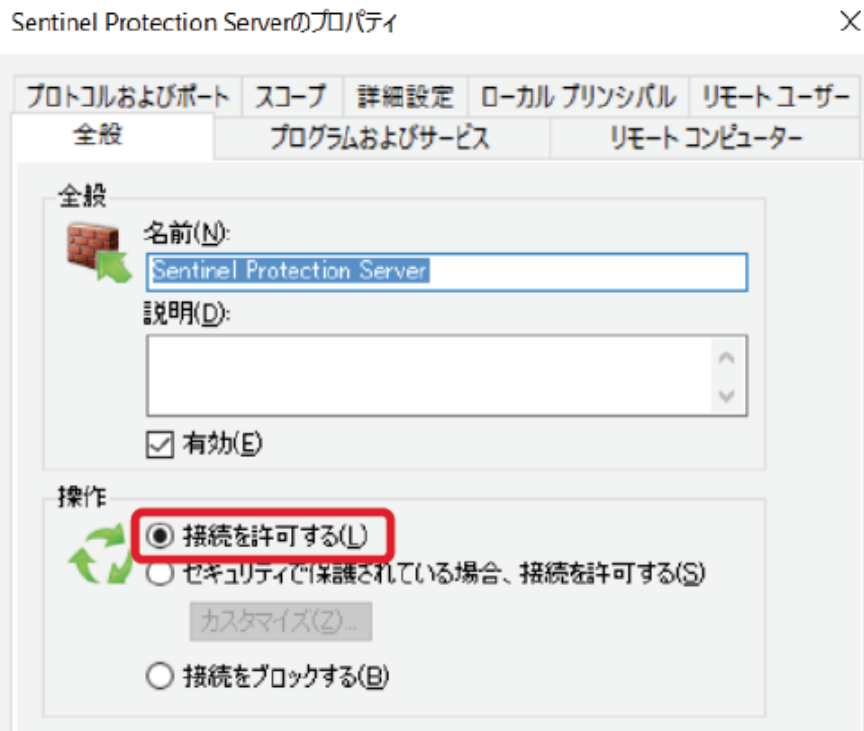 Sentinel Protection Serverのプロパティ
プロトコルおよびポート スコープ 詳細設定 ローカル プリンシパル リモート ユーザー
全般 プログラムおよびサービス リモート コンピューター
全般
名前(N):
Sentinel Protection Server
説明(D):
有効(E)
操作
接続を許可する(L)
セキュリティで保護されている場合、接続を許可する(S)
カスタマイズ(Z)...
接続をブロックする(B)